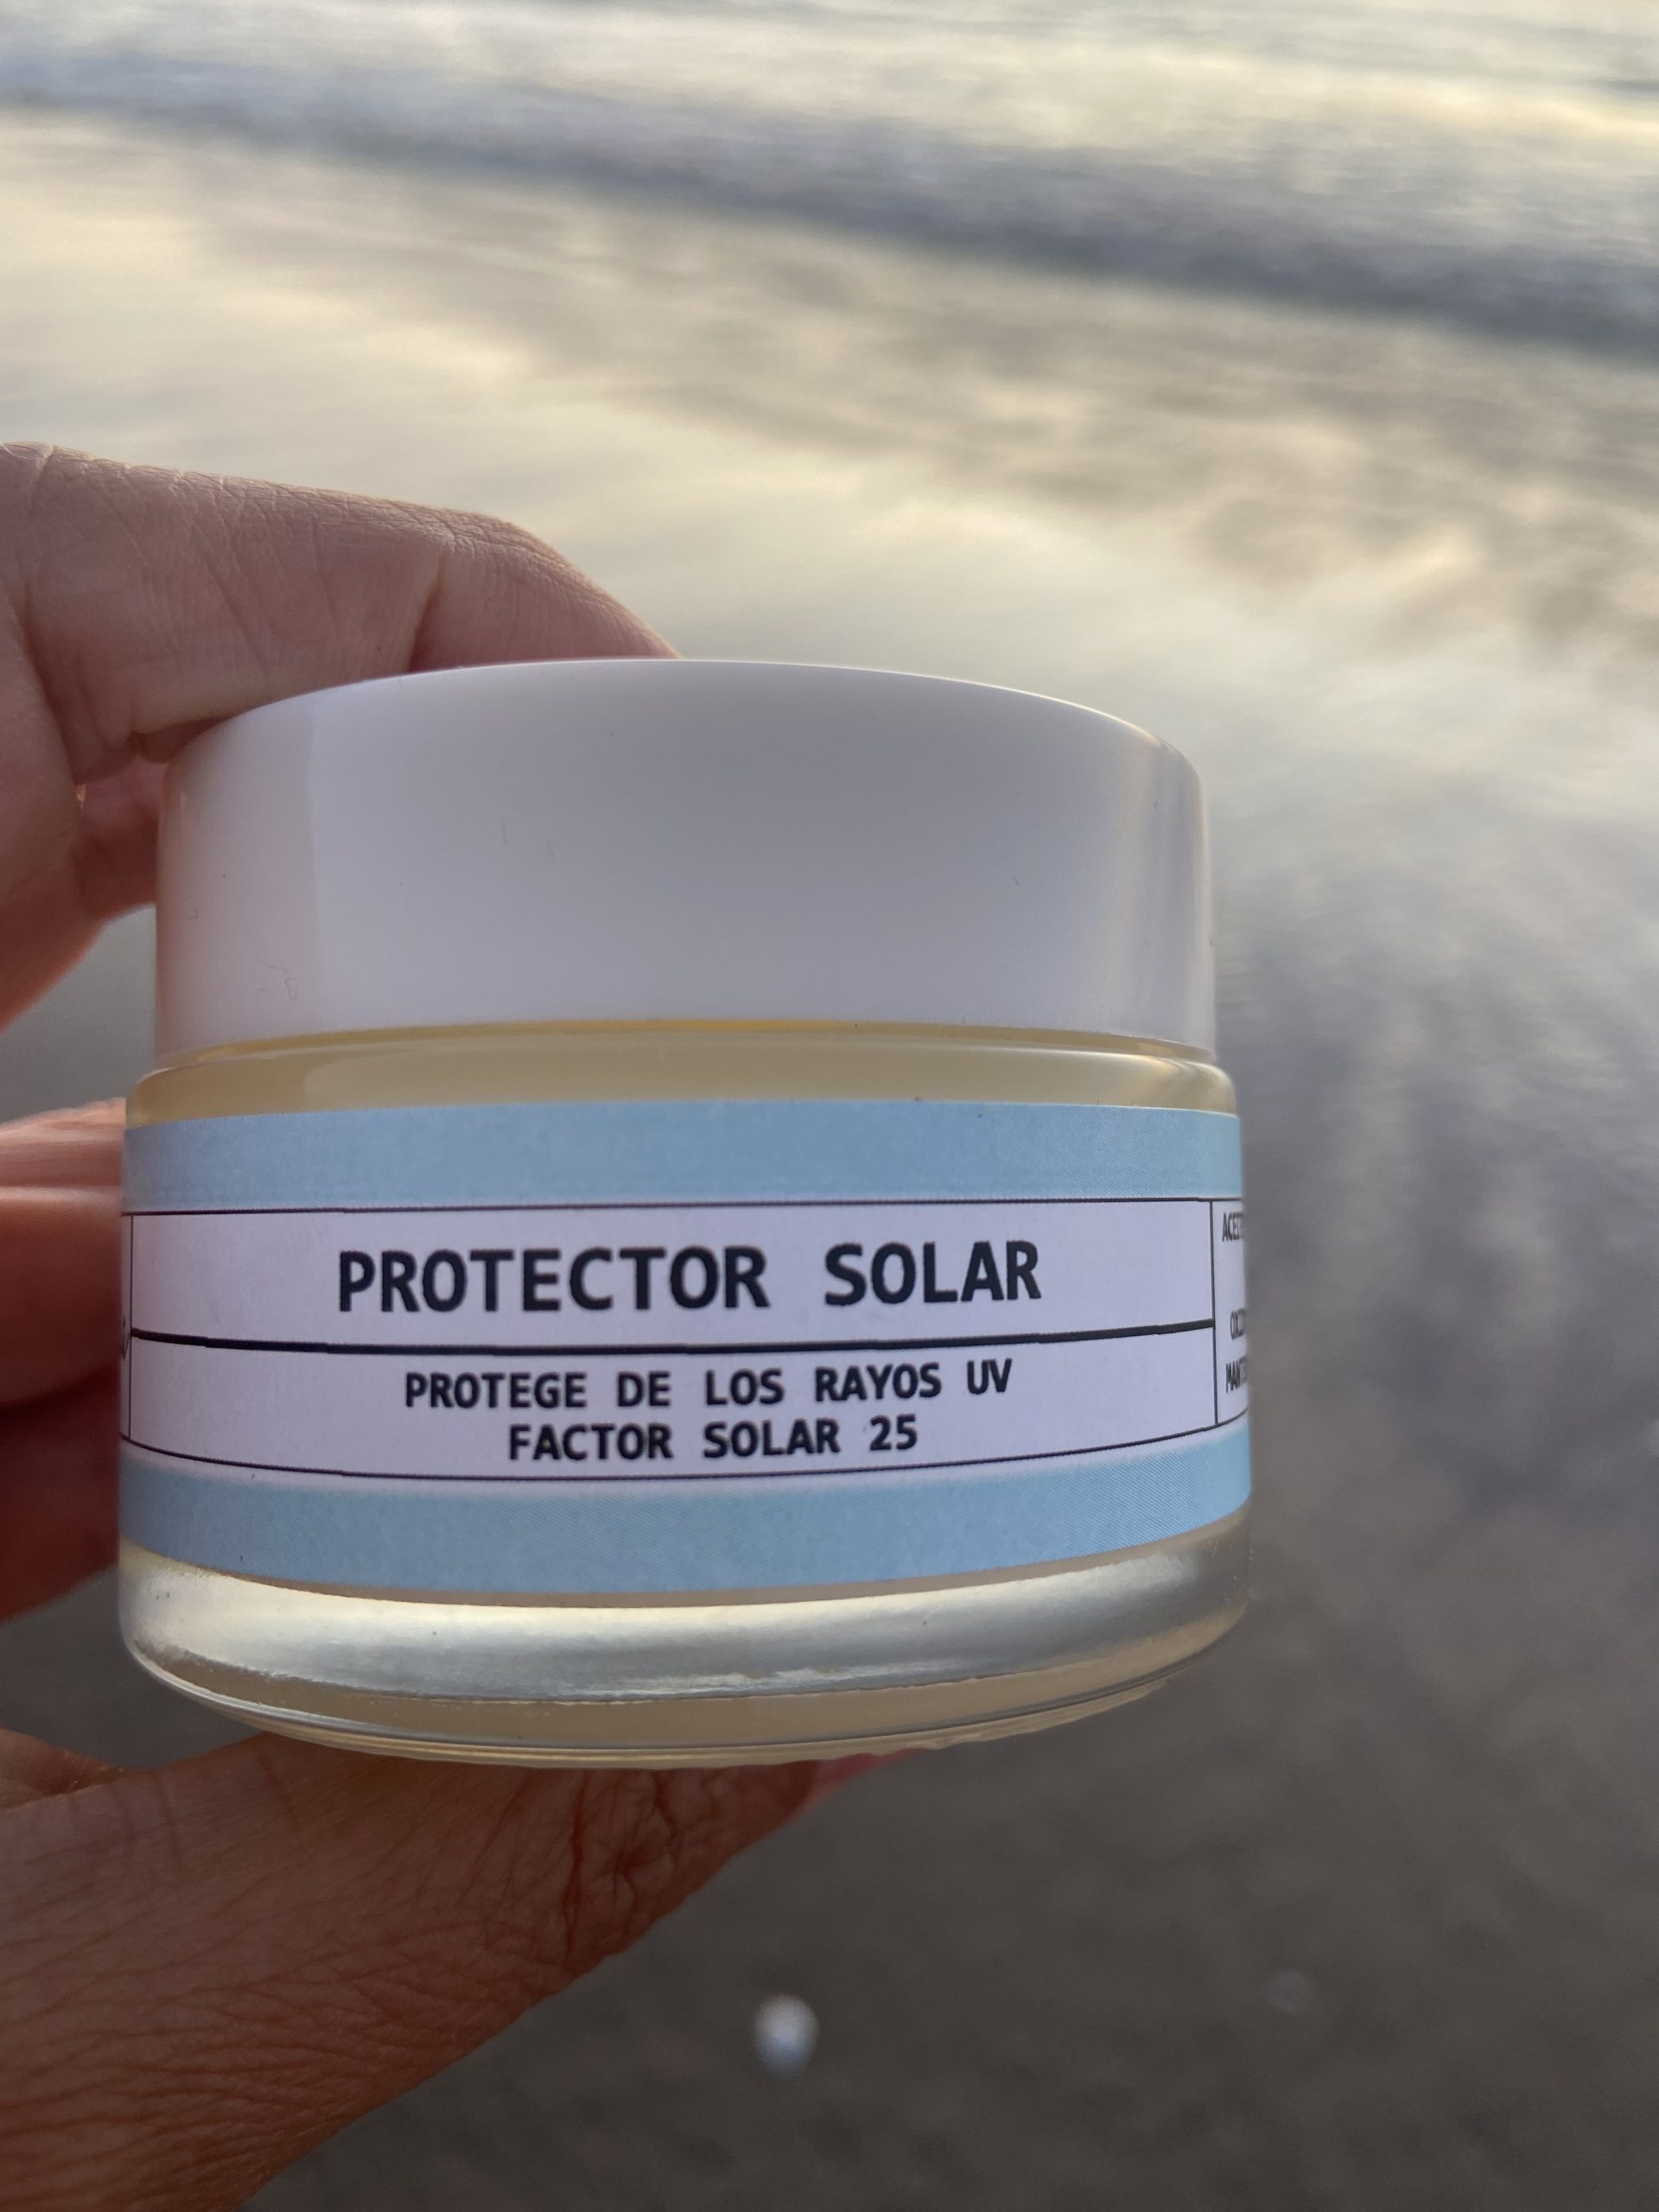 PROTECTOR SOLAR
PROTEGE DE LOS RAYOS UV
FACTOR SOLAR 25